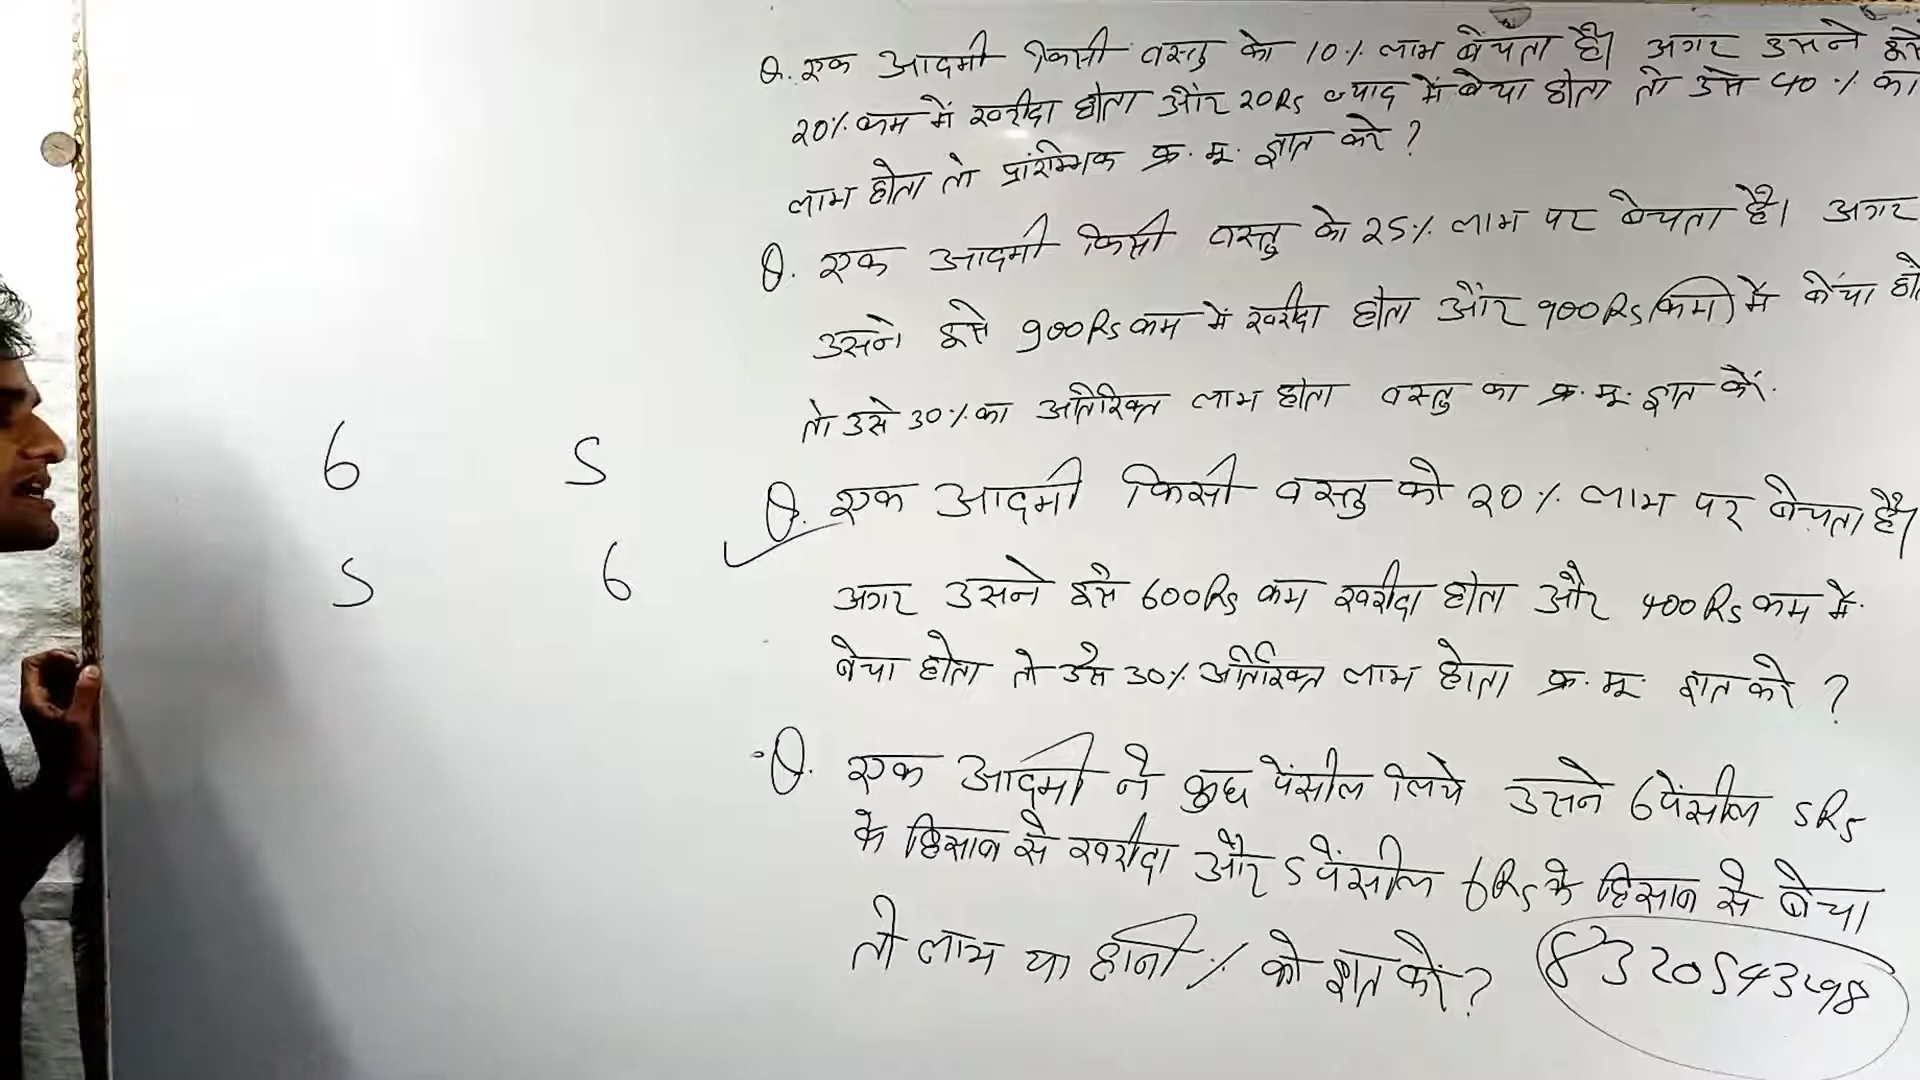 Q. एक आदमी किसी वस्तु को 10% लाभ बेंचता है। अगर उसने इसे
20% कम में खरीदा होता और 20Rs ज्याद में बेचा होता तो उसे 40% का
लाभ होता तो प्रांरम्भिक क्र. मू. ज्ञात करे ?
Q. एक आदमी किसी वस्तु को 25% लाभ पर बेचता है। अगर
उसने इसे 900Rs कम में खरीदा होता और 900Rs (कम) में बेंचा
तो उसे 30% का अतिरिक्त लाभ होता वस्तु का क्र. मू. ज्ञात करें.
6 5
Q. एक आदमी किसी वस्तु को 20% लाभ पर बेचता है।
5 6
अगर उसने इसे 600Rs कम खरीदा होता और 400Rs कम में
बेचा होता तो उसे 30% अतिरिक्त लाभ होता क्र. मू. ज्ञात करे ?
Q. एक आदमी ने कुछ पेंसील लिये उसने 6 पेंसील 5Rs
के हिसाब से खरीदा और 5 पेंसील 6Rs के हिसाब से बेचा
तो लाभ या हानी % को ज्ञात करें ?